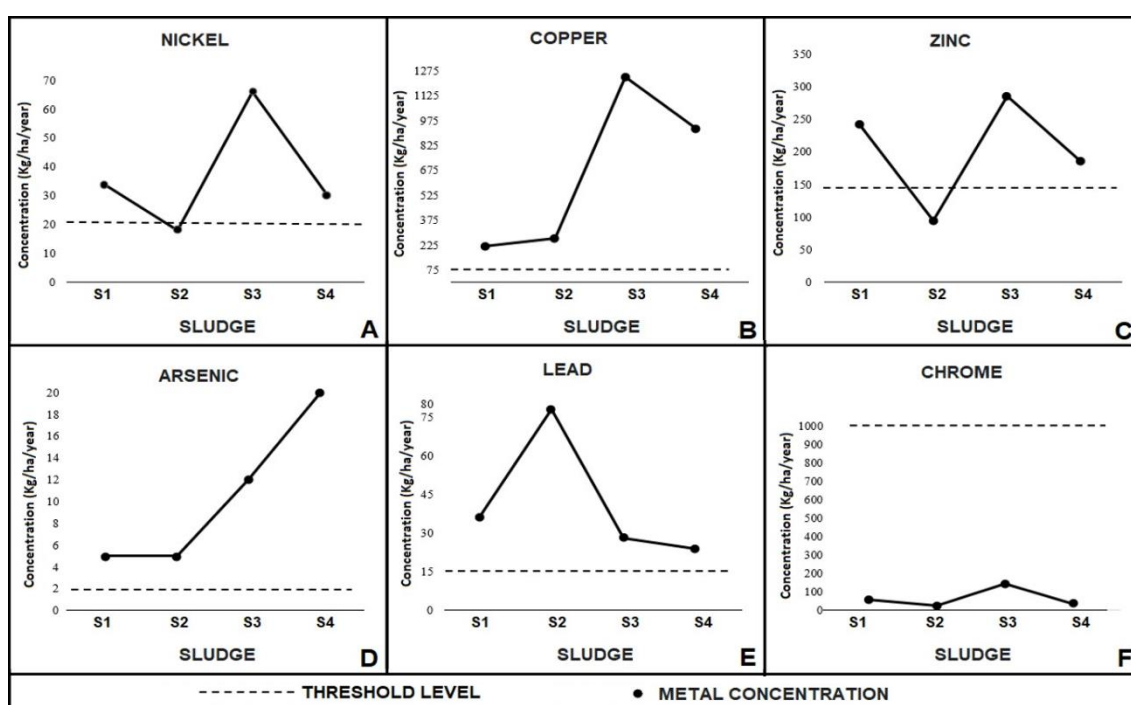 NICKEL
Concentration (Kg/ha/year)
70
60
50
40
30
20
10
0
S1 S2 S3 S4
SLUDGE
A
COPPER
Concentration (Kg/ha/year)
1275
1125
975
825
675
525
375
225
75
S1 S2 S3 S4
SLUDGE
B
ZINC
Concentration (Kg/ha/year)
350
300
250
200
150
100
50
0
S1 S2 S3 S4
SLUDGE
C
ARSENIC
Concentration (Kg/ha/year)
20
18
16
14
12
10
8
6
4
2
0
S1 S2 S3 S4
SLUDGE
D
LEAD
Concentration (Kg/ha/year)
80
75
60
45
30
15
0
S1 S2 S3 S4
SLUDGE
E
CHROME
Concentration (Kg/ha/year)
1000
900
800
700
600
500
400
300
200
100
0
S1 S2 S3 S4
SLUDGE
F
THRESHOLD LEVEL METAL CONCENTRATION